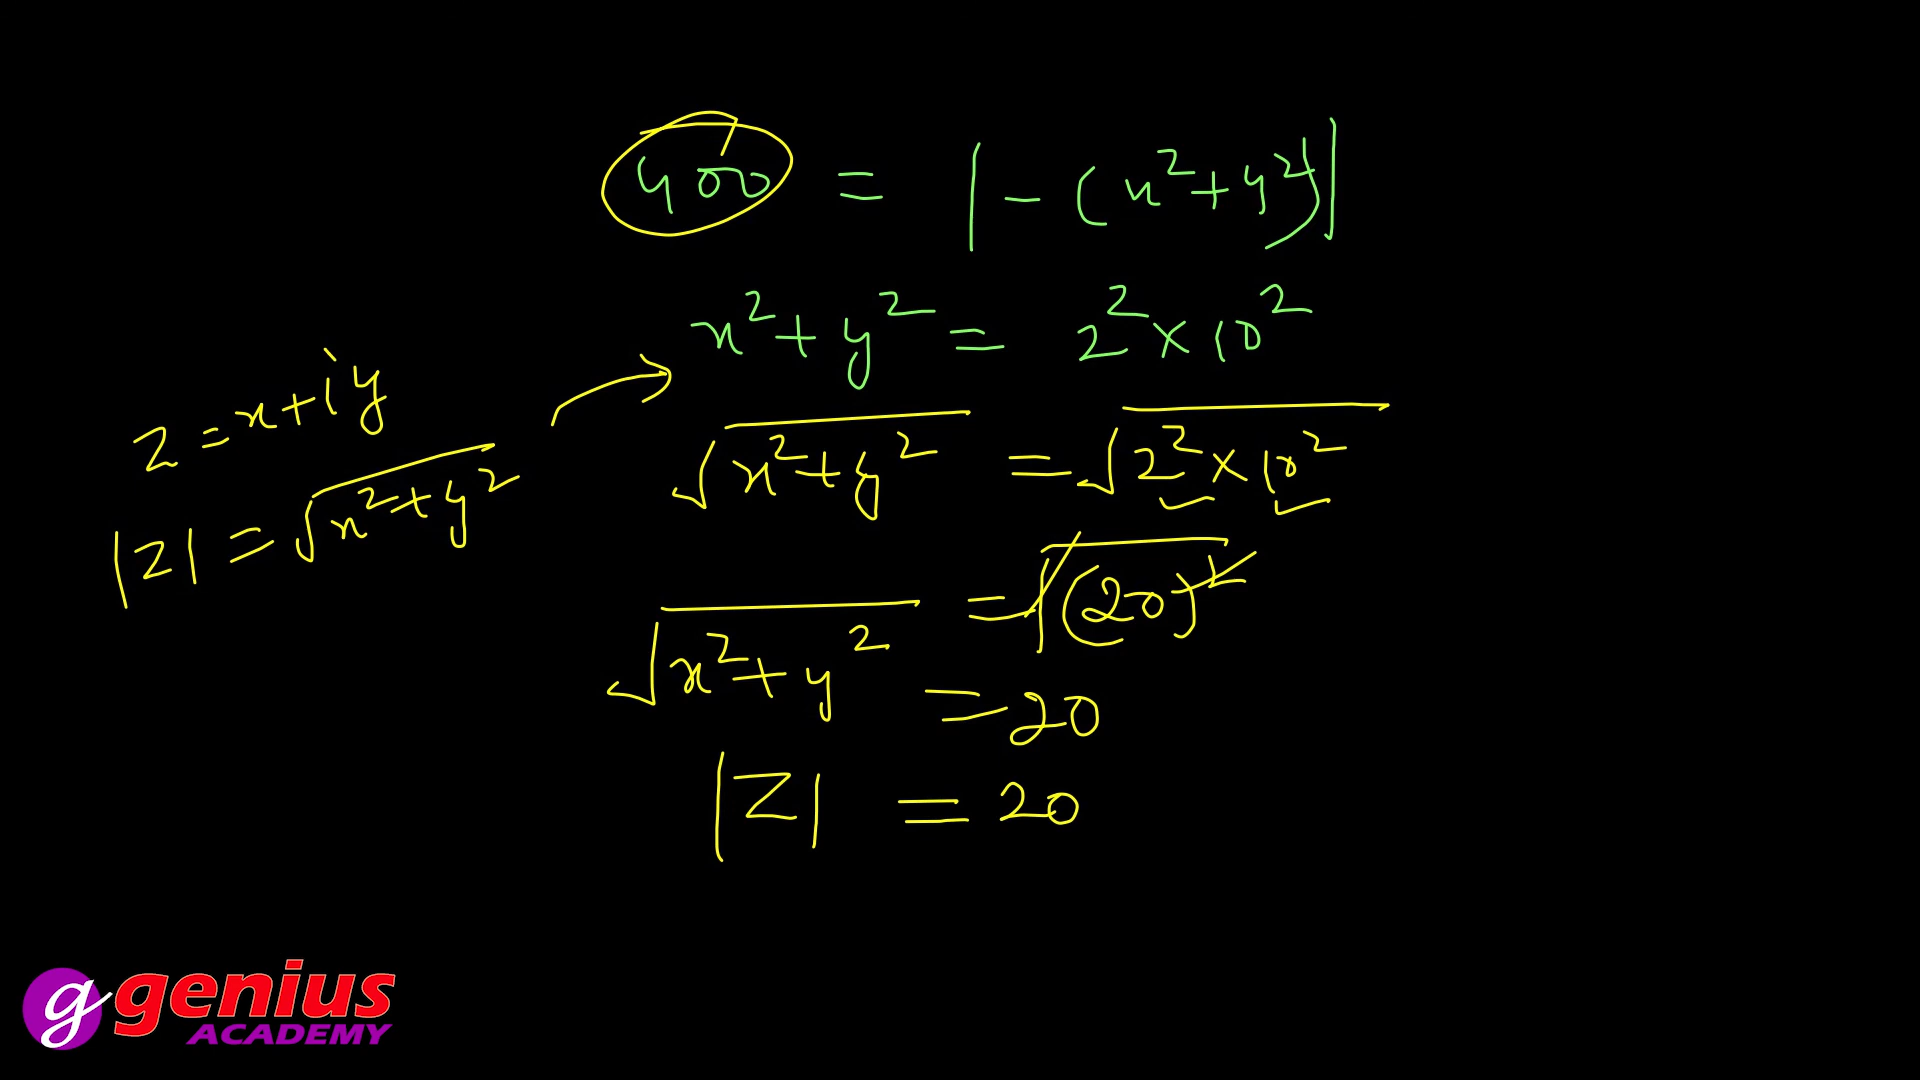 400 = |-(x²+y²)|
x²+y² = 2²×10²
z=x+iy
√x²+y² = √2²×10²
|z| = √x²+y²
= √(20)²
√x²+y² = 20
|z| = 20
g genius
ACADEMY